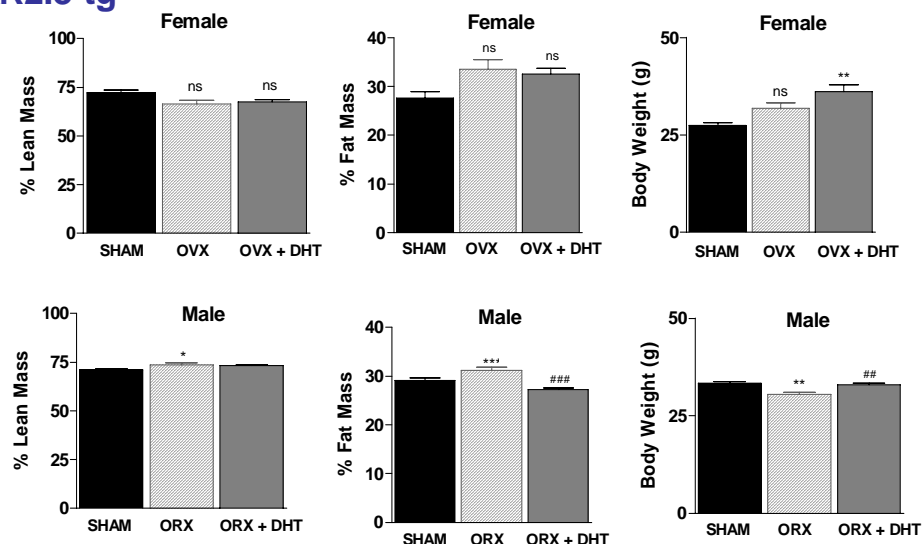 Female
100
75
50
25
0
% Lean Mass
ns
ns
SHAM OVX OVX + DHT
Female
40
30
20
10
0
% Fat Mass
ns
ns
SHAM OVX OVX + DHT
Female
50
25
0
Body Weight (g)
ns
**
SHAM OVX OVX + DHT
Male
100
75
50
25
0
% Lean Mass
*
SHAM ORX ORX + DHT
Male
40
30
20
10
0
% Fat Mass
***
###
SHAM ORX ORX + DHT
Male
50
25
0
Body Weight (g)
**
##
SHAM ORX ORX + DHT